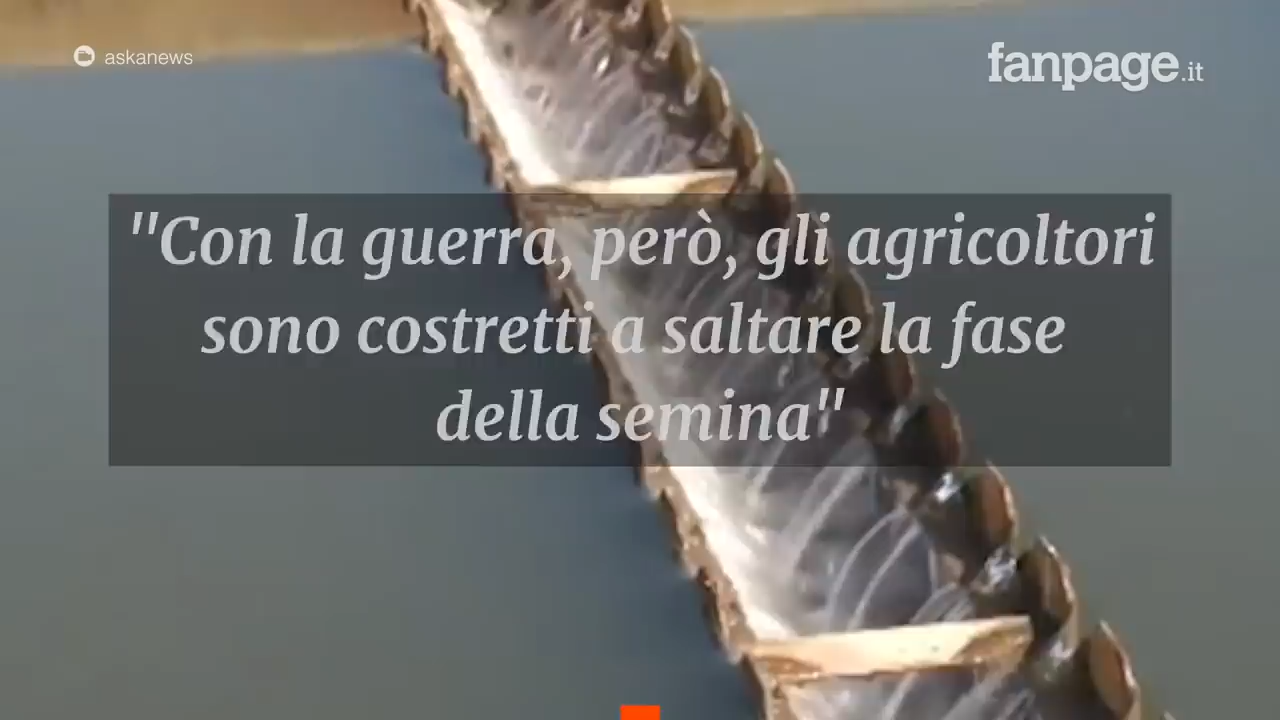 askanews
fanpage.it
"Con la guerra, però, gli agricoltori
sono costretti a saltare la fase
della semina"